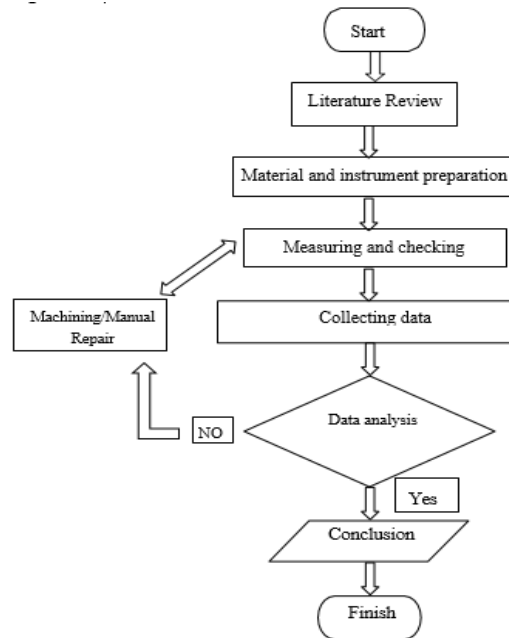 Start
Literature Review
Material and instrument preparation
Measuring and checking
Machining/Manual
Repair
Collecting data
Data analysis
NO
Yes
Conclusion
Finish